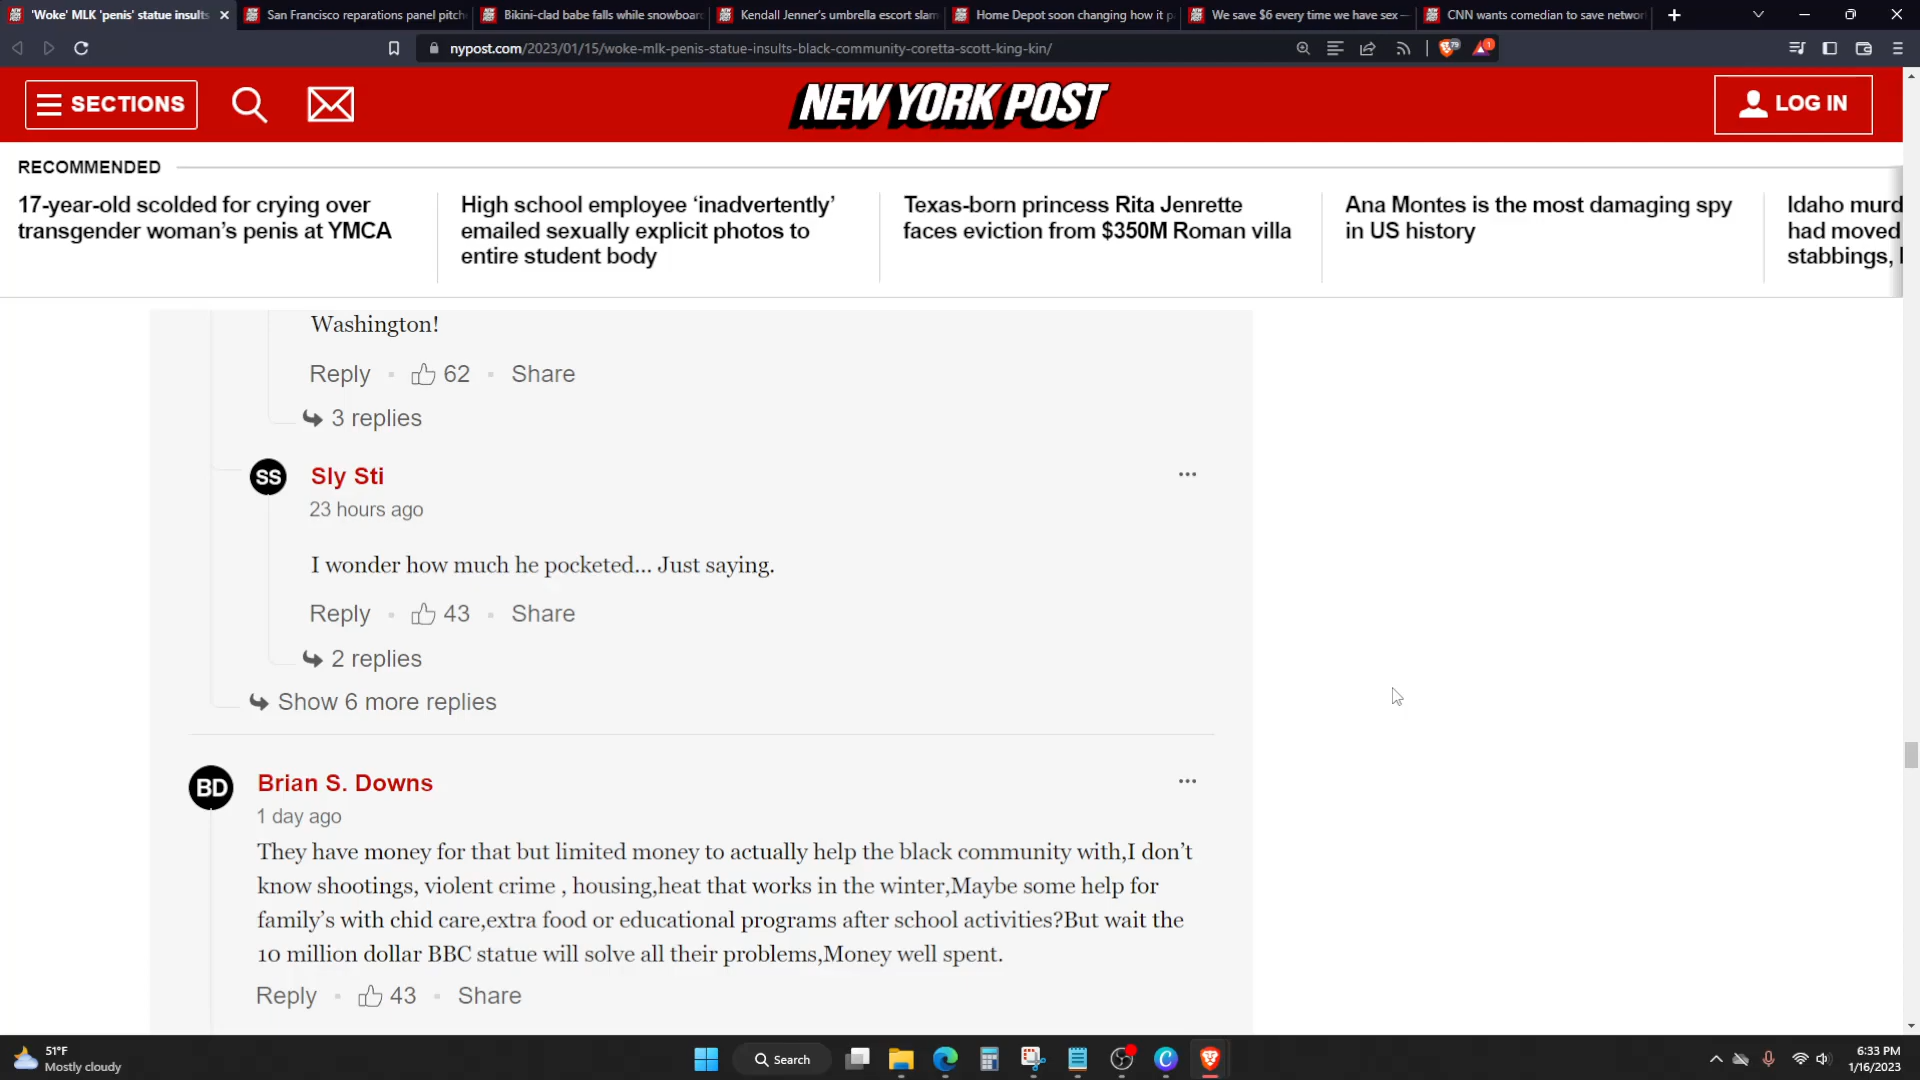 'Woke' MLK 'penis' statue insults
San Francisco reparations panel pitch
Bikini-clad babe falls while snowboar
Kendall Jenner's umbrella escort slam
Home Depot soon changing how it p
We save $6 every time we have sex —
CNN wants comedian to save networ
nypost.com/2023/01/15/woke-mlk-penis-statue-insults-black-community-coretta-scott-king-kin/
79
1
SECTIONS
NEW YORK POST
LOG IN
RECOMMENDED
17-year-old scolded for crying over
transgender woman's penis at YMCA
High school employee ‘inadvertently’
emailed sexually explicit photos to
entire student body
Texas-born princess Rita Jenrette
faces eviction from $350M Roman villa
Ana Montes is the most damaging spy
in US history
Idaho murd
had moved
stabbings,
Washington!
Reply 62 Share
3 replies
SS Sly Sti
23 hours ago
I wonder how much he pocketed... Just saying.
Reply 43 Share
2 replies
Show 6 more replies
BD Brian S. Downs
1 day ago
They have money for that but limited money to actually help the black community with,I don’t
know shootings, violent crime , housing,heat that works in the winter,Maybe some help for
family’s with chid care,extra food or educational programs after school activities?But wait the
10 million dollar BBC statue will solve all their problems,Money well spent.
Reply 43 Share
51°F
Mostly cloudy
Search
6:33 PM
1/16/2023